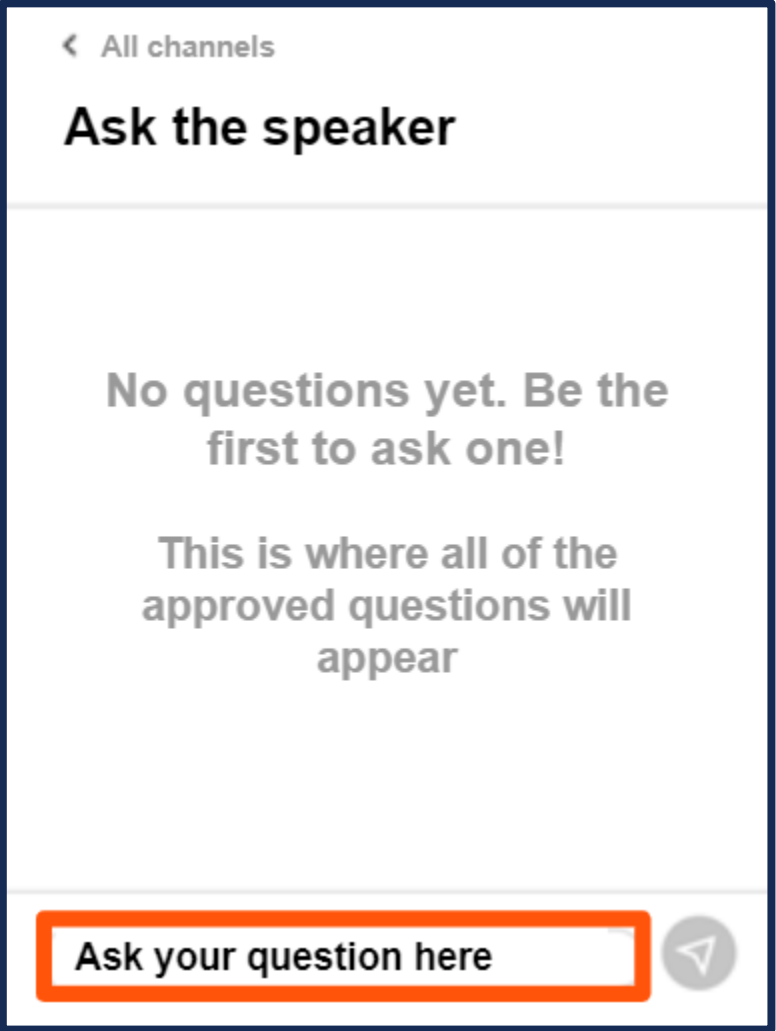 All channels
Ask the speaker
No questions yet. Be the
first to ask one!
This is where all of the
approved questions will
appear
Ask your question here